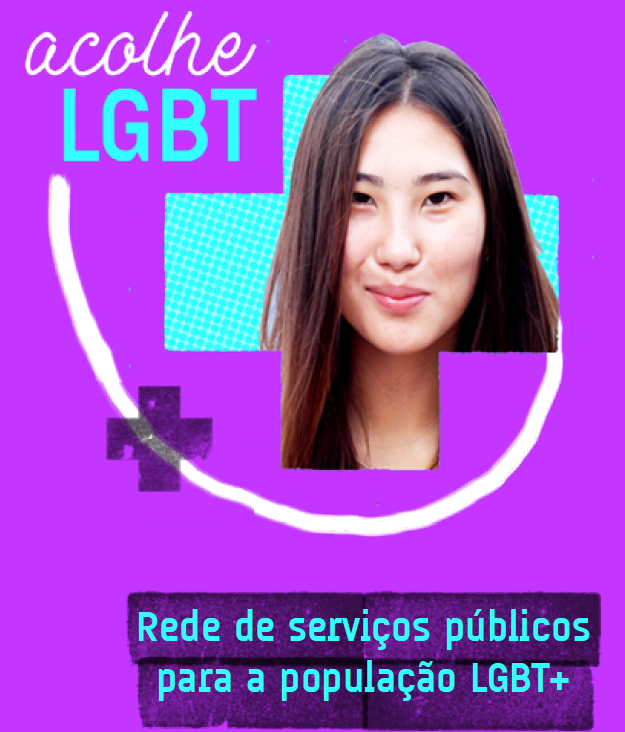 acolhe
LGBT
Rede de serviços públicos
para a população LGBT+